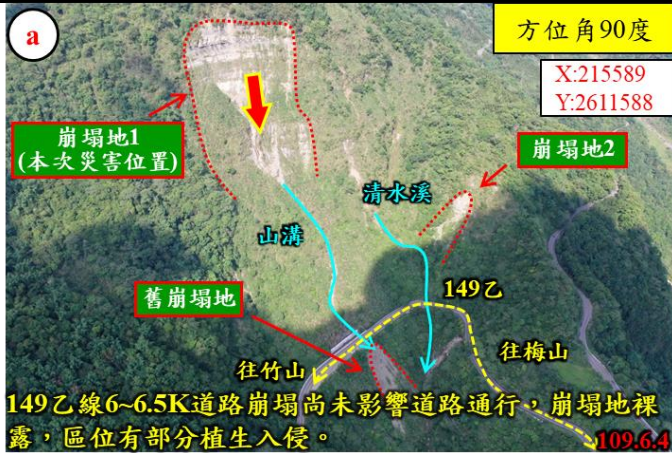 a
方位角90度
X:215589
Y:2611588
崩塌地1
(本次災害位置)
崩塌地2
清水溪
山溝
149乙
舊崩塌地
往竹山
往梅山
149乙線6~6.5K道路崩塌尚未影響道路通行，崩塌地裸
露，區位有部分植生入侵。
109.6.4